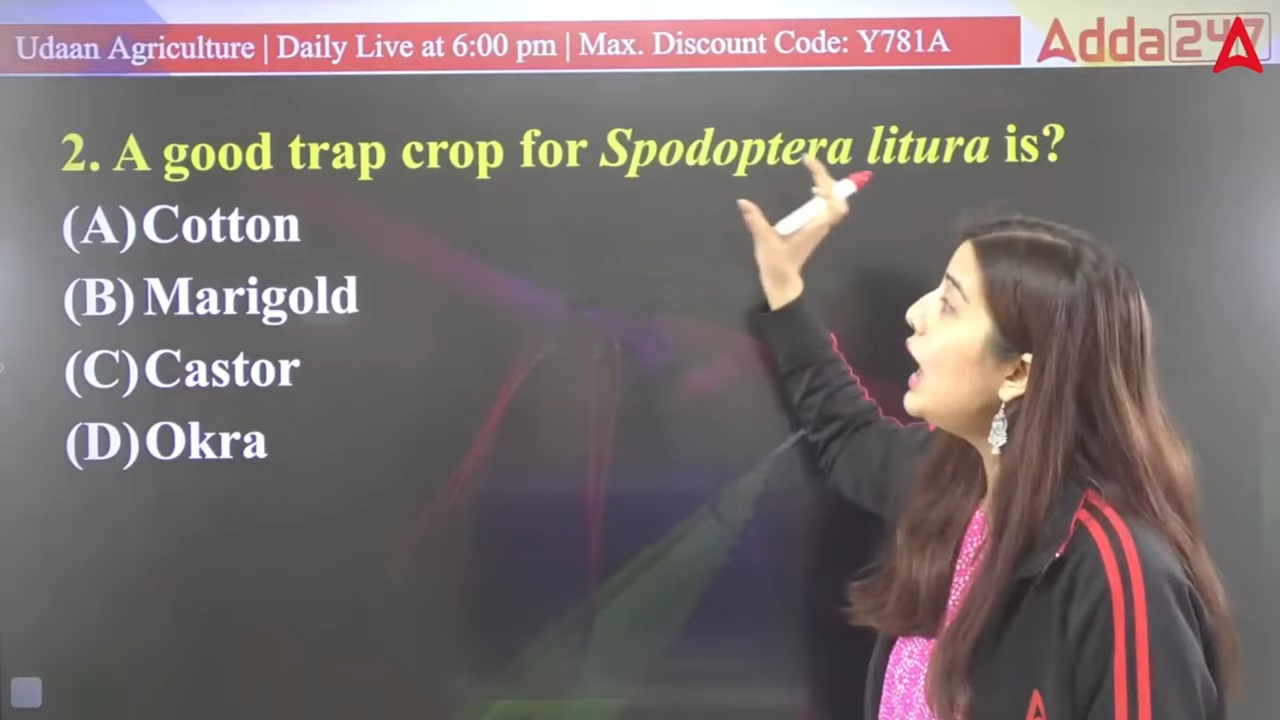 Udaan Agriculture | Daily Live at 6:00 pm | Max. Discount Code: Y781A
Adda247
2. A good trap crop for Spodoptera litura is?
(A) Cotton
(B) Marigold
(C) Castor
(D) Okra